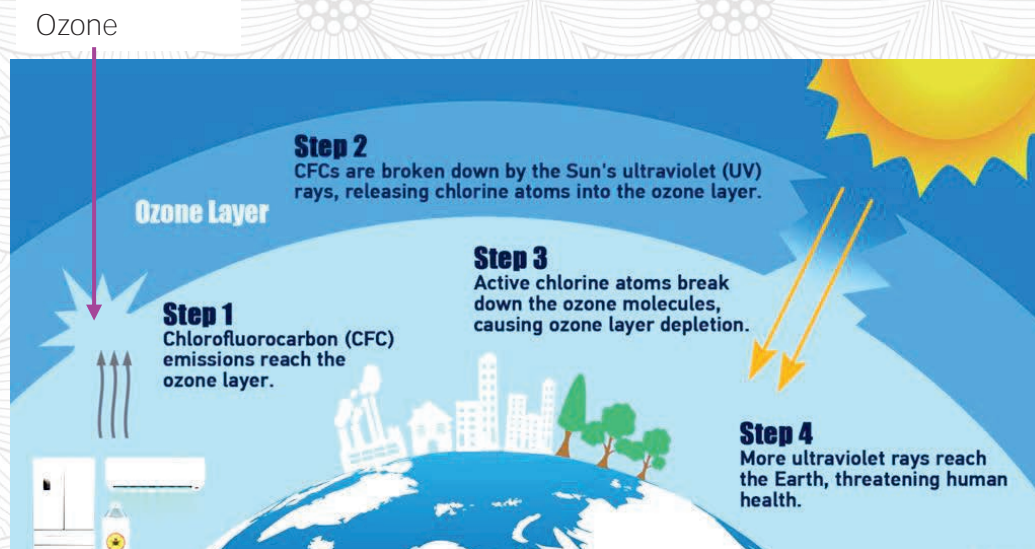 Ozone
Step 2
CFCs are broken down by the Sun's ultraviolet (UV)
rays, releasing chlorine atoms into the ozone layer.
Ozone Layer
Step 3
Active chlorine atoms break
down the ozone molecules,
causing ozone layer depletion.
Step 1
Chlorofluorocarbon (CFC)
emissions reach the
ozone layer.
Step 4
More ultraviolet rays reach
the Earth, threatening human
health.